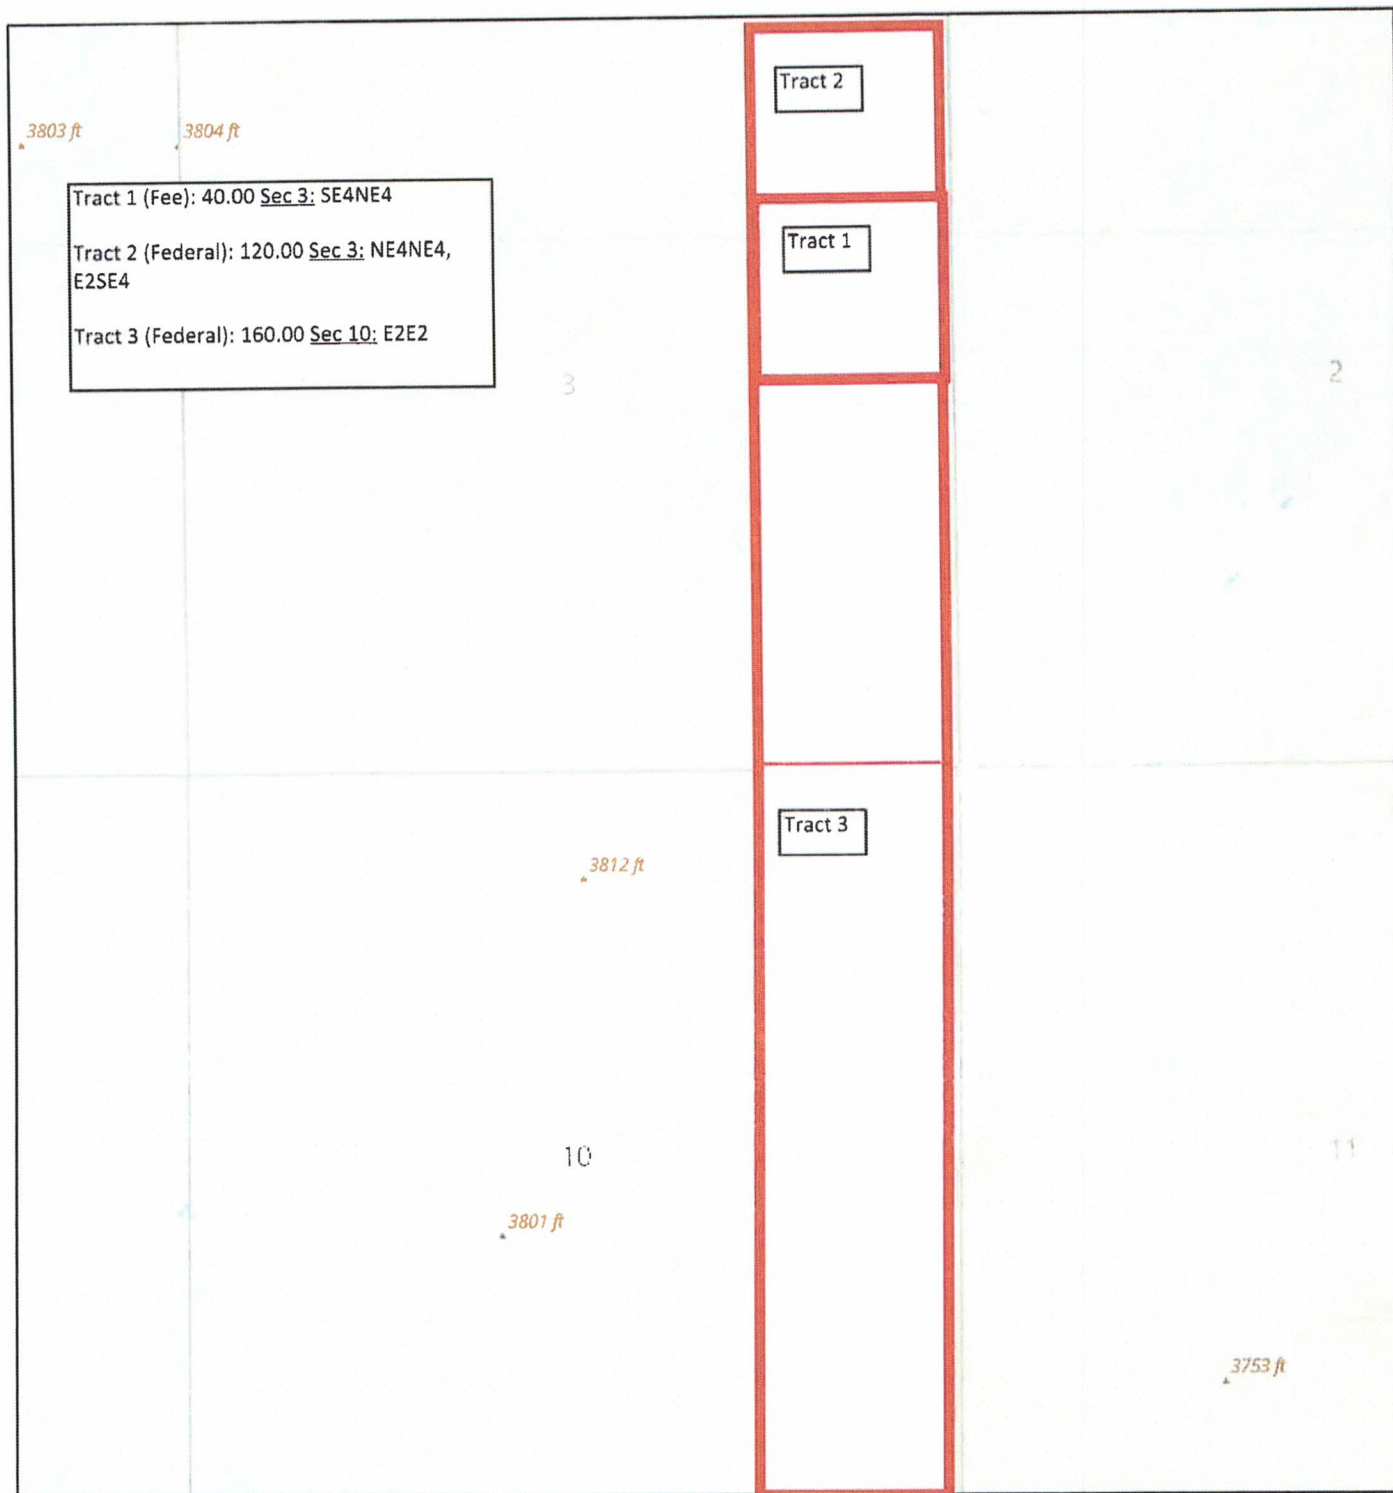 Tract 2
3803 ft
3804 ft
Tract 1 (Fee): 40.00 Sec 3: SE4NE4
Tract 2 (Federal): 120.00 Sec 3: NE4NE4,
E2SE4
Tract 3 (Federal): 160.00 Sec 10: E2E2
Tract 1
3
2
Tract 3
3812 ft
10
11
3801 ft
3753 ft